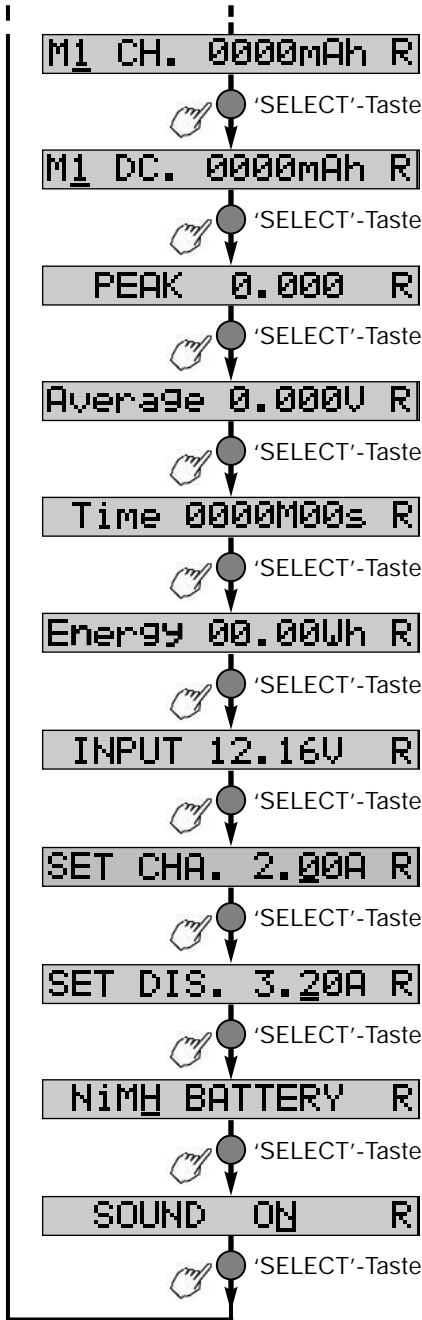 M1 CH. 0000mAh R
'SELECT'-Taste
M1 DC. 0000mAh R
'SELECT'-Taste
PEAK 0.000 R
'SELECT'-Taste
Average 0.000V R
'SELECT'-Taste
Time 0000M00s R
'SELECT'-Taste
Energy 00.00Wh R
'SELECT'-Taste
INPUT 12.16V R
'SELECT'-Taste
SET CHA. 2.00A R
'SELECT'-Taste
SET DIS. 3.20A R
'SELECT'-Taste
NiMH BATTERY R
'SELECT'-Taste
SOUND ON R
'SELECT'-Taste